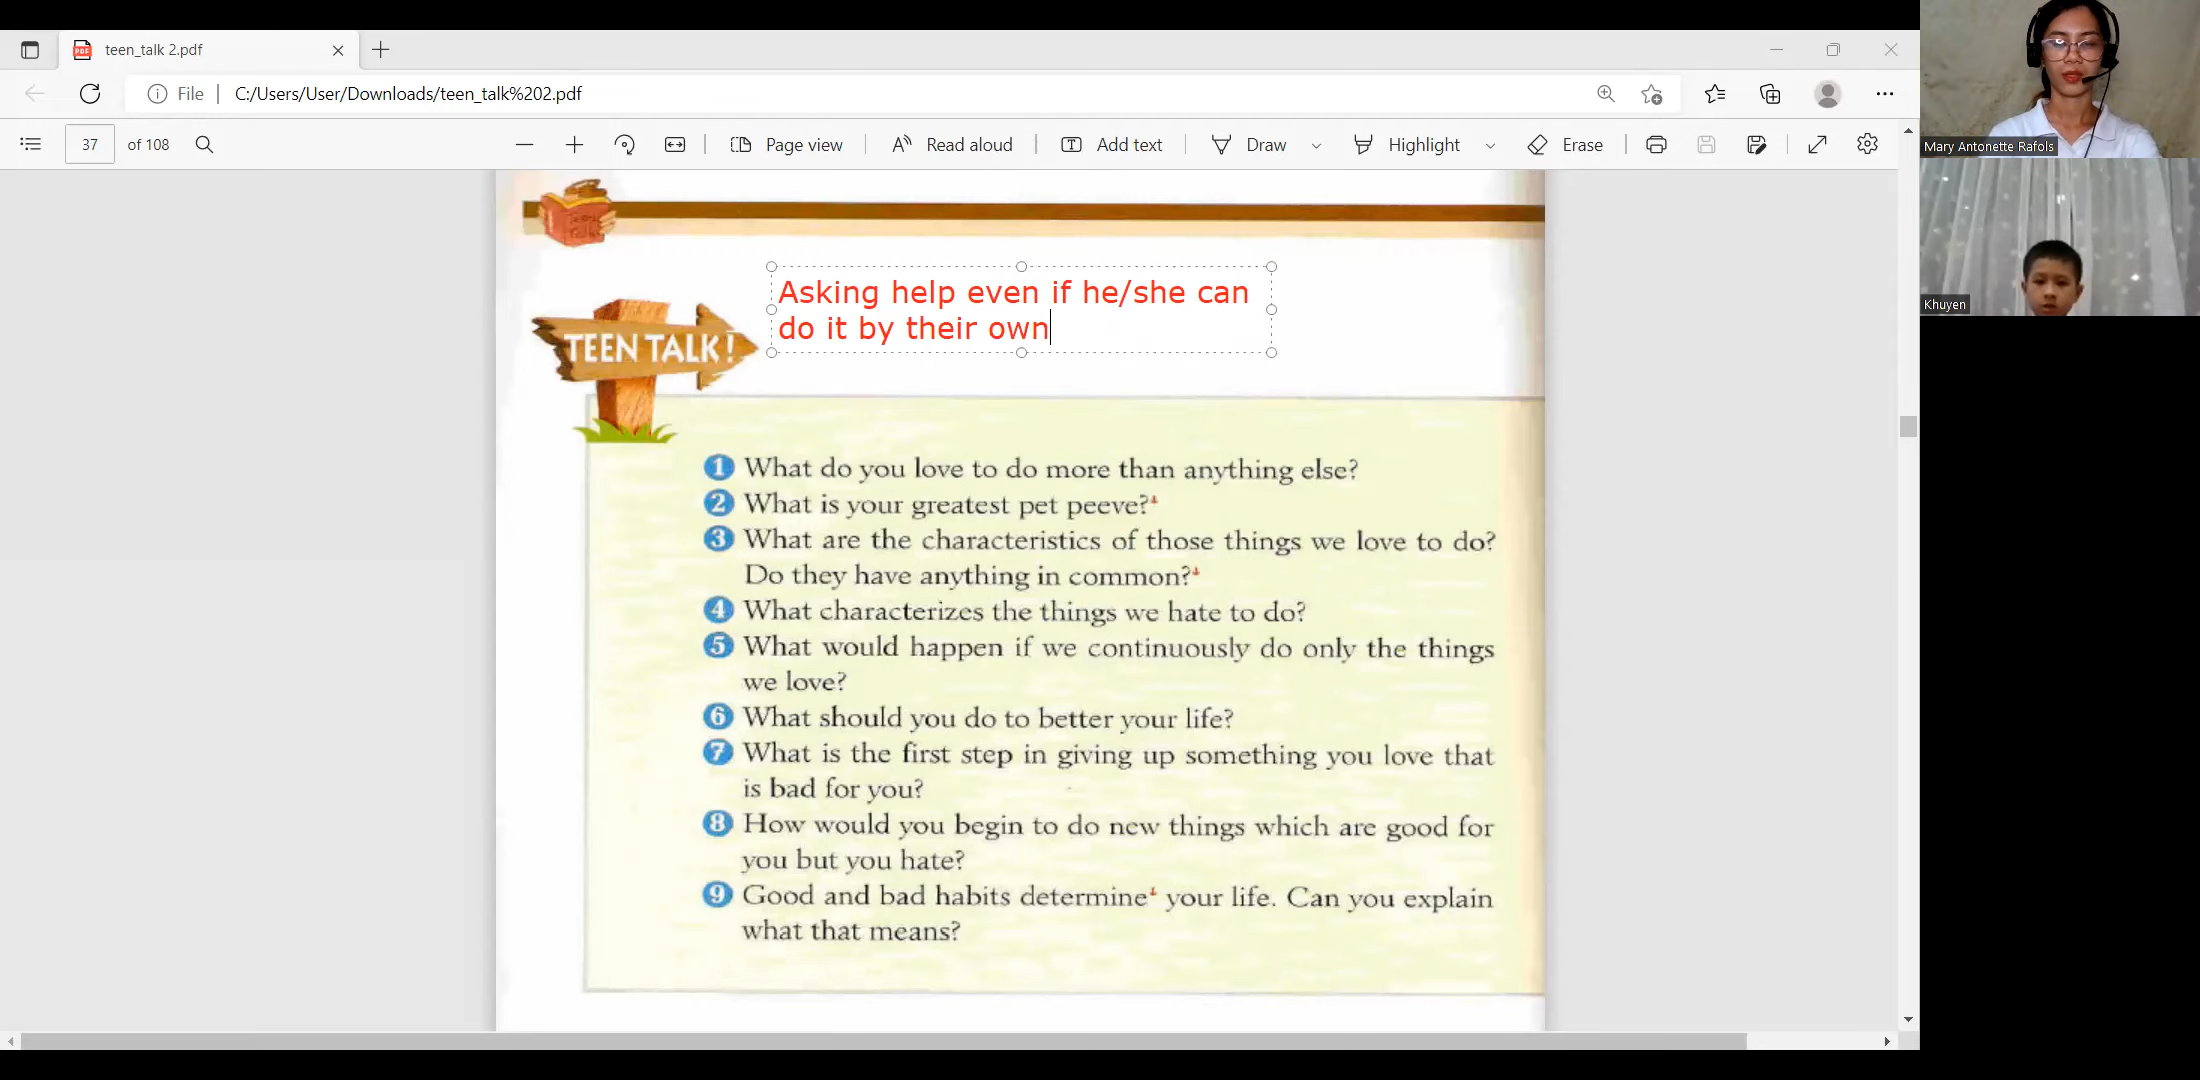 teen_talk 2.pdf
File
C:/Users/User/Downloads/teen_talk%202.pdf
37 of 108
Page view
Read aloud
Add text
Draw
Highlight
Erase
Mary Antonette Rafols
Khuyen
Asking help even if he/she can
do it by their own
TEEN TALK!
1 What do you love to do more than anything else?
2 What is your greatest pet peeve?
3 What are the characteristics of those things we love to do?
Do they have anything in common?
4 What characterizes the things we hate to do?
5 What would happen if we continuously do only the things
we love?
6 What should you do to better your life?
7 What is the first step in giving up something you love that
is bad for you?
8 How would you begin to do new things which are good for
you but you hate?
9 Good and bad habits determine your life. Can you explain
what that means?